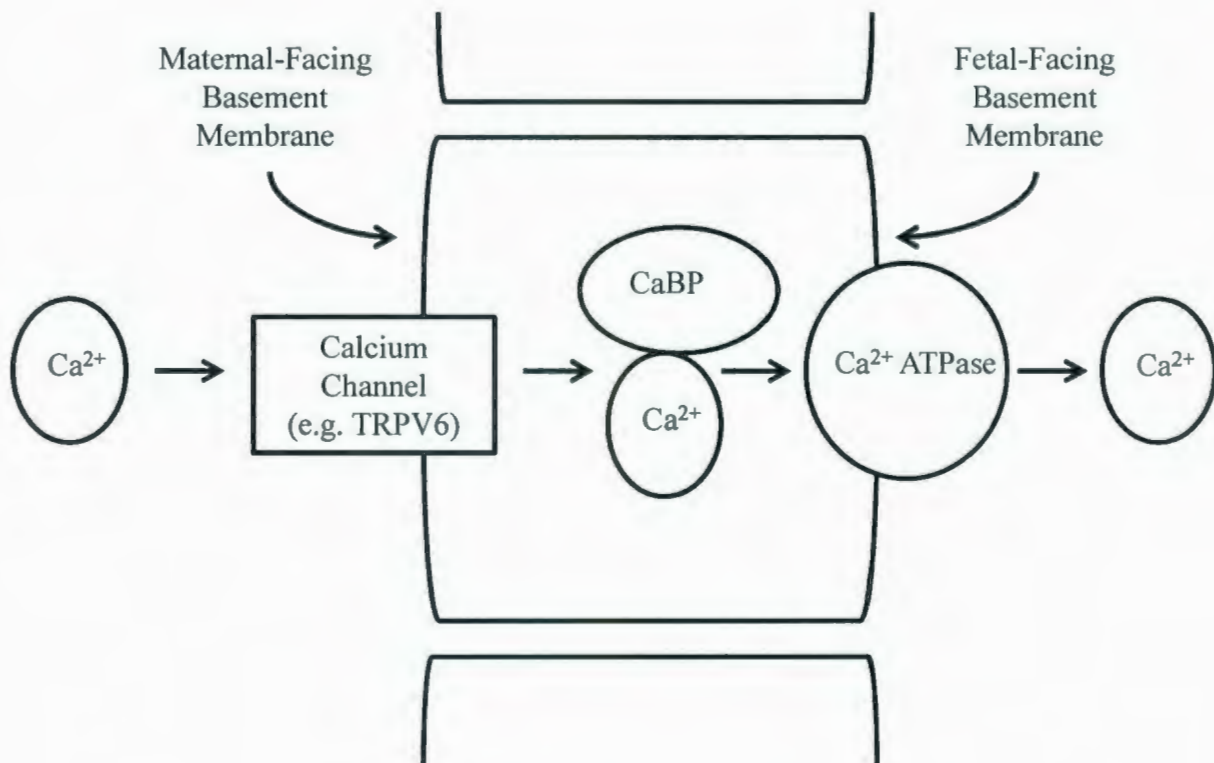 Maternal-Facing
Basement
Membrane
Fetal-Facing
Basement
Membrane
Ca²⁺
Calcium
Channel
(e.g. TRPV6)
CaBP
Ca²⁺
Ca²⁺ ATPase
Ca²⁺